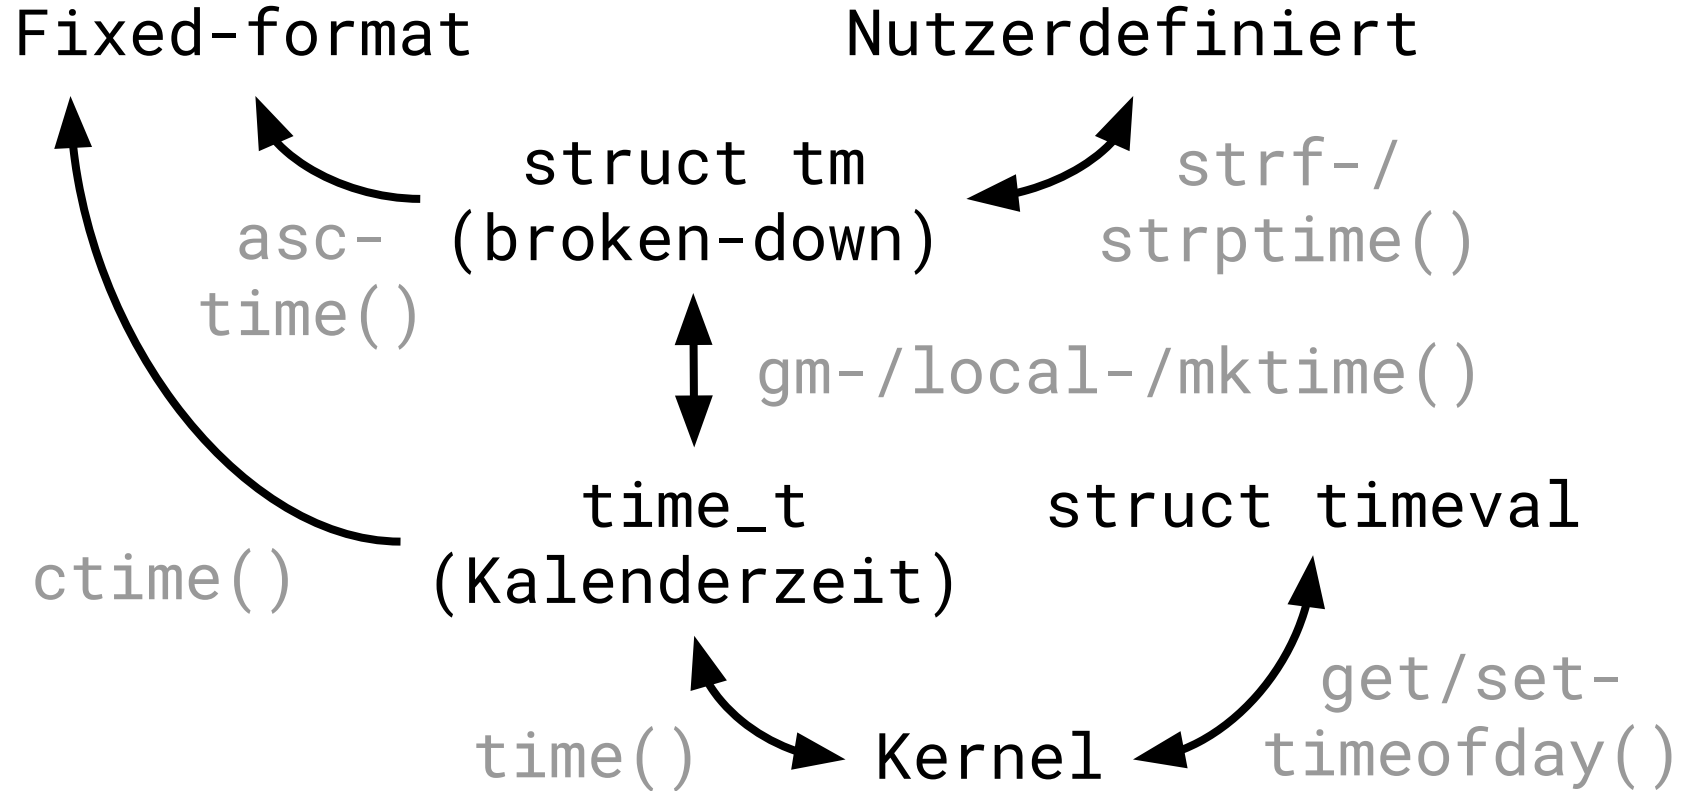 Fixed-format
Nutzerdefiniert
struct tm
(broken-down)
strf-/
strptime()
asc-
time()
gm-/local-/mktime()
time_t
(Kalenderzeit)
struct timeval
ctime()
get/set-
timeofday()
time()
Kernel